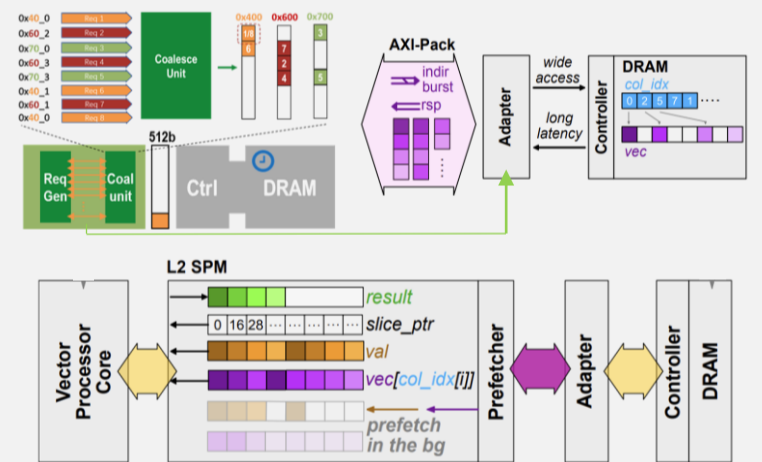 0x40_0 Req 1
0x60_2 Req 2
0x70_0 Req 3
0x60_3 Req 4
0x70_3 Req 5
0x40_1 Req 6
0x60_1 Req 7
0x40_0 Req 8
Coalesce
Unit
0x400 0x600 0x700
1/8 3
6 7
2
4 5
512b
Req
Gen
Coal
unit
Ctrl
DRAM
AXI-Pack
indir
burst
rsp
Adapter
wide
access
long
latency
Controller
DRAM
col_idx
0 2 5 7 1 ····
vec
L2 SPM
Vector
Processor
Core
result
0 16 28 ... ... ... ... ... ... slice_ptr
val
vec[col_idx[i]]
prefetch
in the bg
Prefetcher
Adapter
Controller
DRAM